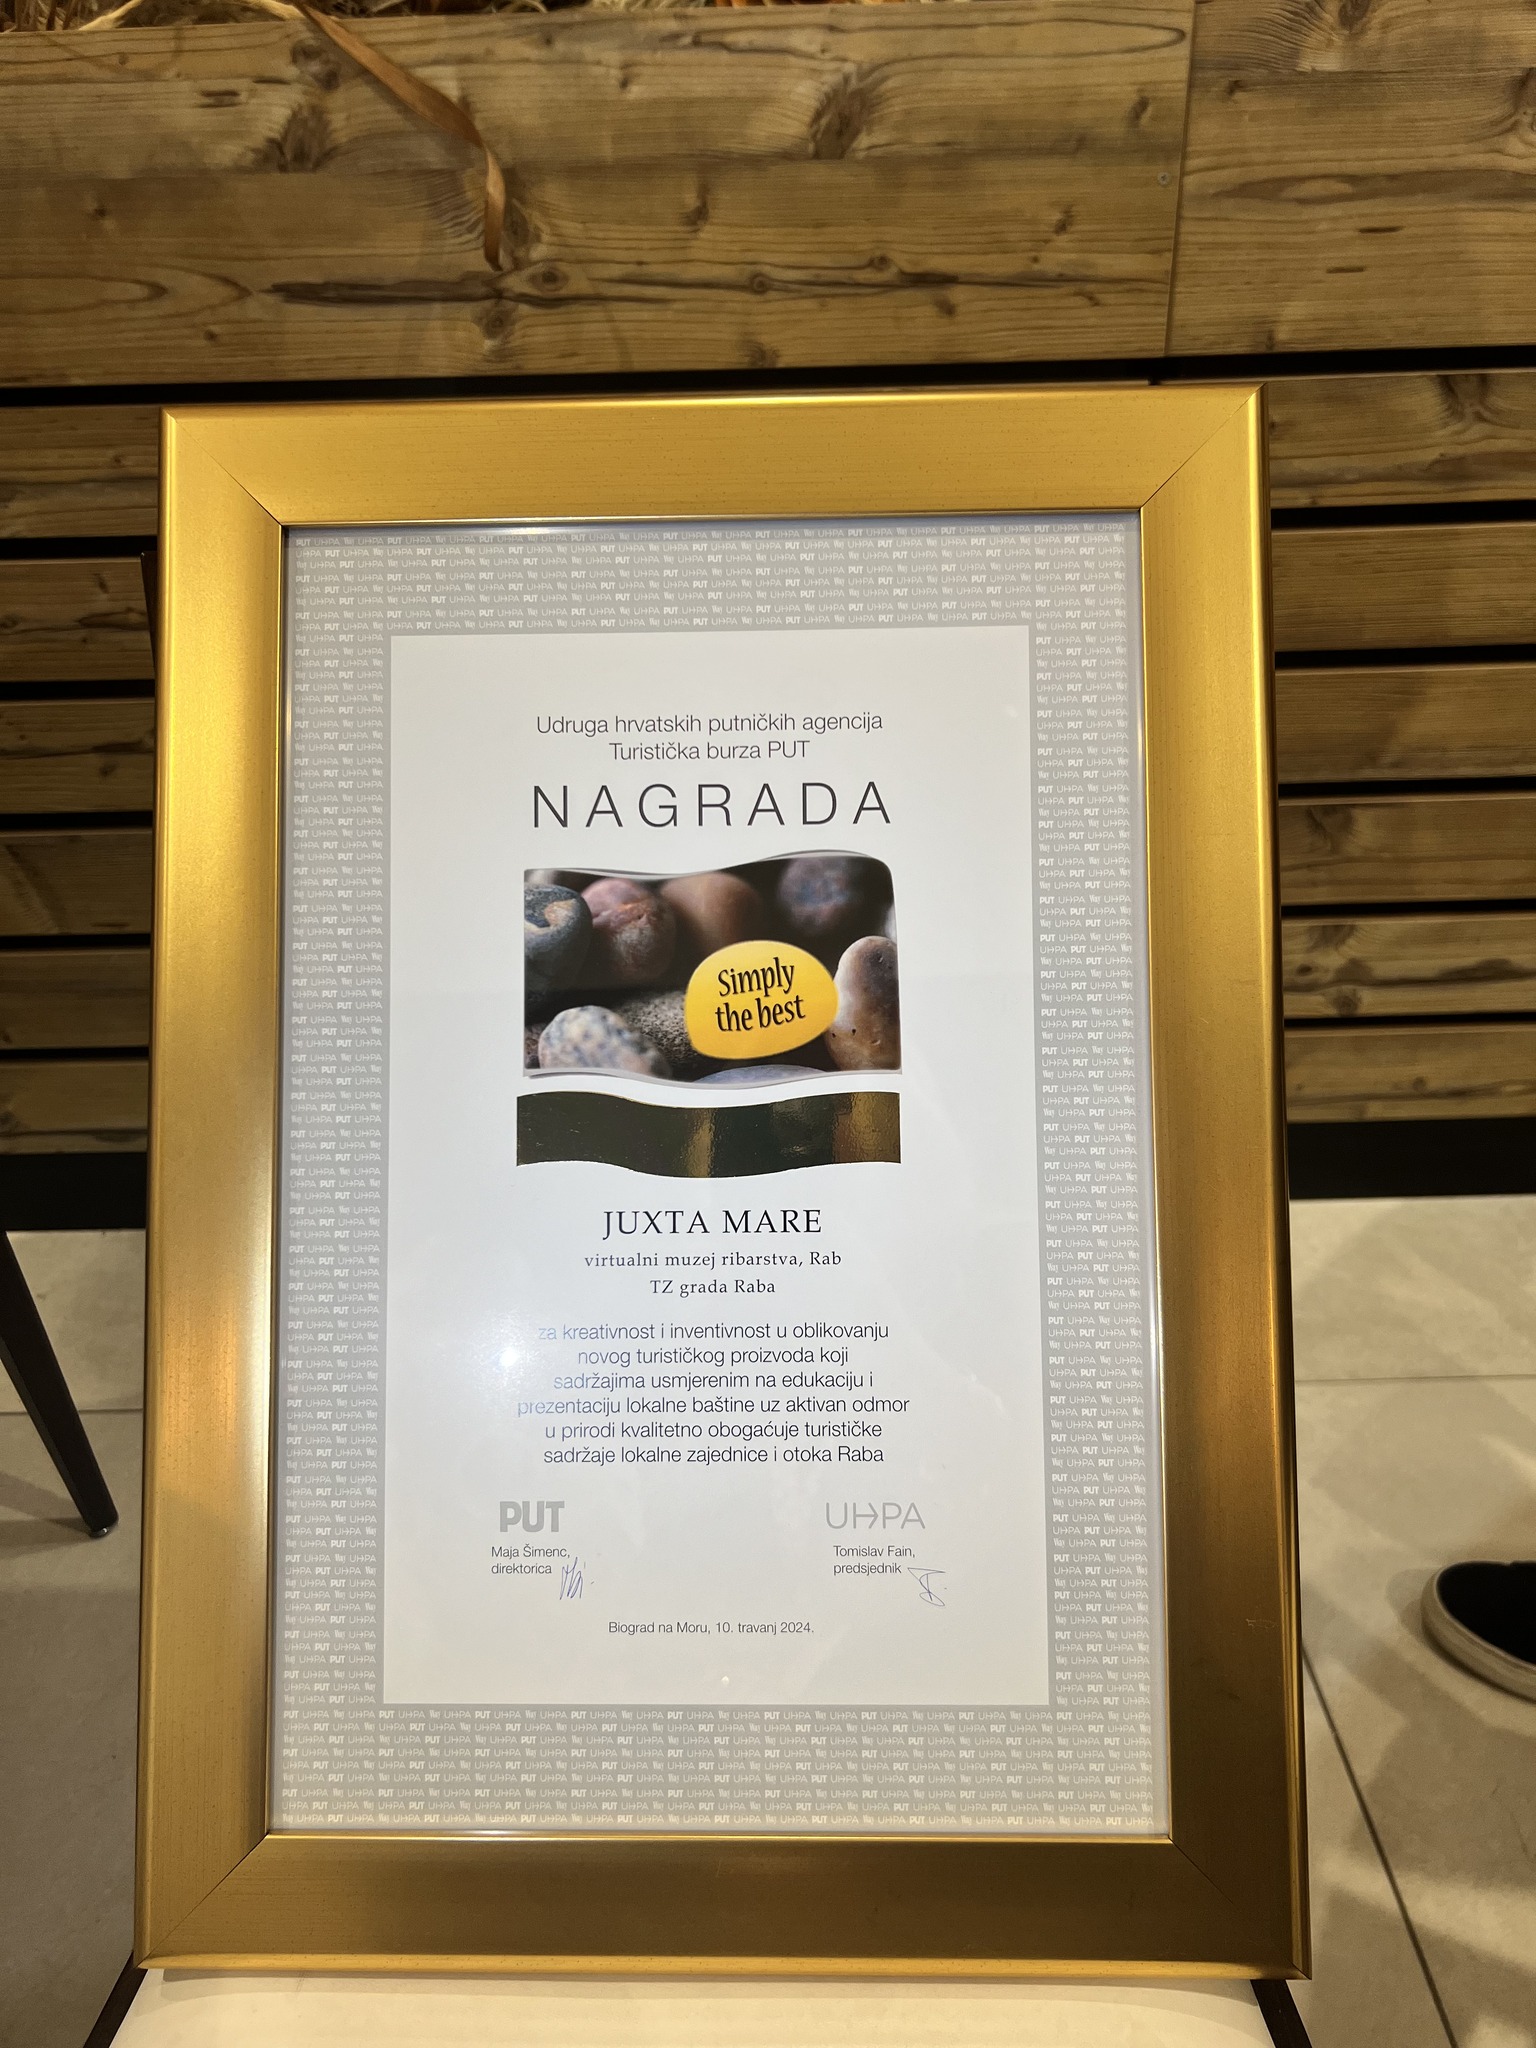 Udruga hrvatskih putničkih agencija
Turistička burza PUT
NAGRADA
Simply
the best
JUXTA MARE
virtualni muzej ribarstva, Rab
TZ grada Raba
za kreativnost i inventivnost u oblikovanju
novog turističkog proizvoda koji
sadržajima usmjerenim na edukaciju i
prezentaciju lokalne baštine uz aktivan odmor
u prirodi kvalitetno obogaćuje turističke
sadržaje lokalne zajednice i otoka Raba
PUT
UHPA
Maja Šimenc,
direktorica
Tomislav Fain,
predsjednik
Biograd na Moru, 10. travanj 2024.